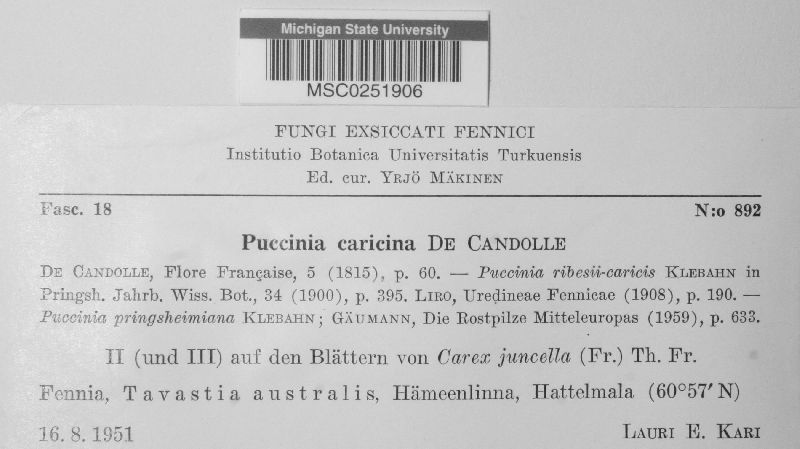 Michigan State University
MSC0251906
FUNGI EXSICCATI FENNICI
Institutio Botanica Universitatis Turkuensis
Ed. cur. YRJÖ MÄKINEN
Fasc. 18 N:o 892
Puccinia caricina DE CANDOLLE
DE CANDOLLE, Flore Française, 5 (1815), p. 60. — Puccinia ribesii-caricis KLEBAHN in
Pringsh. Jahrb. Wiss. Bot., 34 (1900), p. 395. LIRO, Uredineae Fennicae (1908), p. 190. —
Puccinia pringsheimiana KLEBAHN; GÄUMANN, Die Rostpilze Mitteleuropas (1959), p. 633.
II (und III) auf den Blättern von Carex juncella (Fr.) Th. Fr.
Fennia, Tavastia australis, Hämeenlinna, Hattelmala (60°57′ N)
16. 8. 1951 LAURI E. KARI